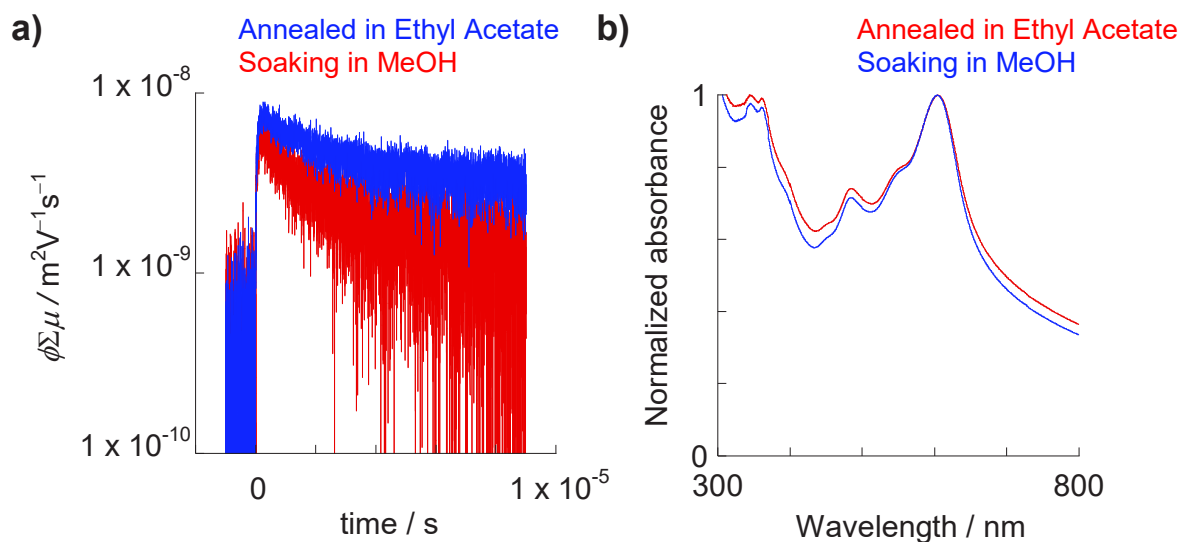 a)
Annealed in Ethyl Acetate
Soaking in MeOH
1 x 10⁻⁸
1 x 10⁻⁹
1 x 10⁻¹⁰
ϕΣμ / m²V⁻¹s⁻¹
0
1 x 10⁻⁵
time / s
b)
Annealed in Ethyl Acetate
Soaking in MeOH
1
0
Normalized absorbance
300
800
Wavelength / nm